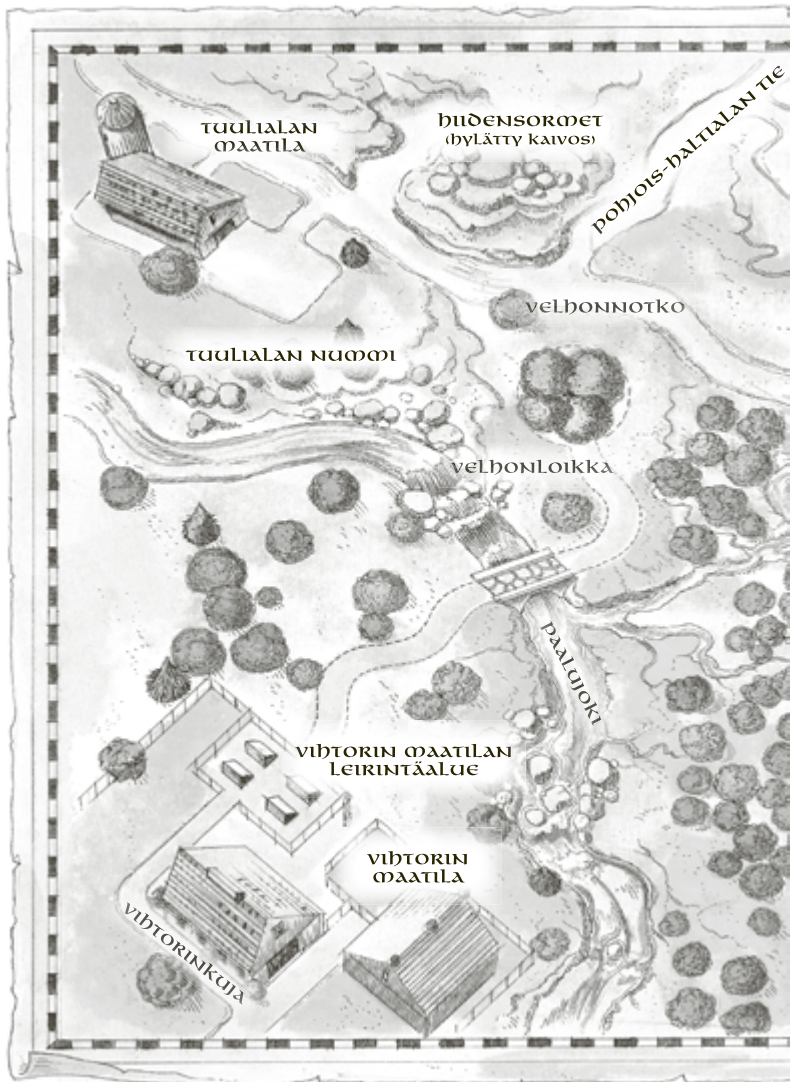 TUULIALAN
MAATILA
HIIDENSORMET
(HYLÄTTY KAIVOS)
POHJOIS-HALTIALAN TIE
VELHONNOTKO
TUULIALAN NUMMI
VELHONLOIKKA
PAALUJOKI
VIHTORIN MAATILAN
LEIRINTÄALUE
VIHTORIN
MAATILA
VIHTORINKUJA